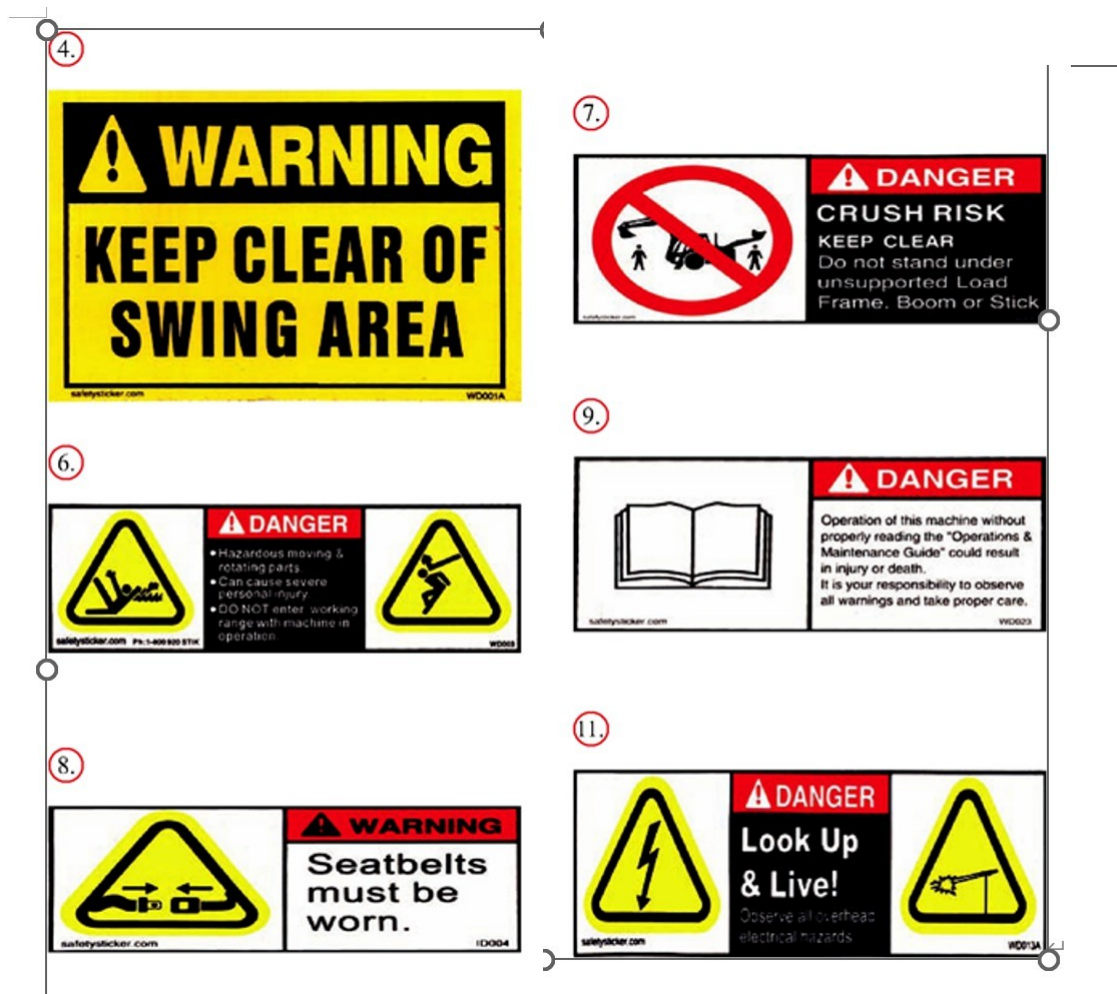 4.
WARNING
KEEP CLEAR OF
SWING AREA
safetysticker.com WD001A
6.
DANGER
• Hazardous moving &
rotating parts.
• Can cause severe
personal injury.
• DO NOT enter working
range with machine in
operation.
safetysticker.com Ph:1-800 920 STIK
8.
WARNING
Seatbelts
must be
worn.
safetysticker.com ID004
7.
DANGER
CRUSH RISK
KEEP CLEAR
Do not stand under
unsupported Load
Frame. Boom or Stick
safetysticker.com
9.
DANGER
Operation of this machine without
properly reading the "Operations &
Maintenance Guide" could result
in injury or death.
It is your responsibility to observe
all warnings and take proper care.
safetysticker.com WD023
11.
DANGER
Look Up
& Live!
Observe all overhead
electrical hazards
safetysticker.com WD013A